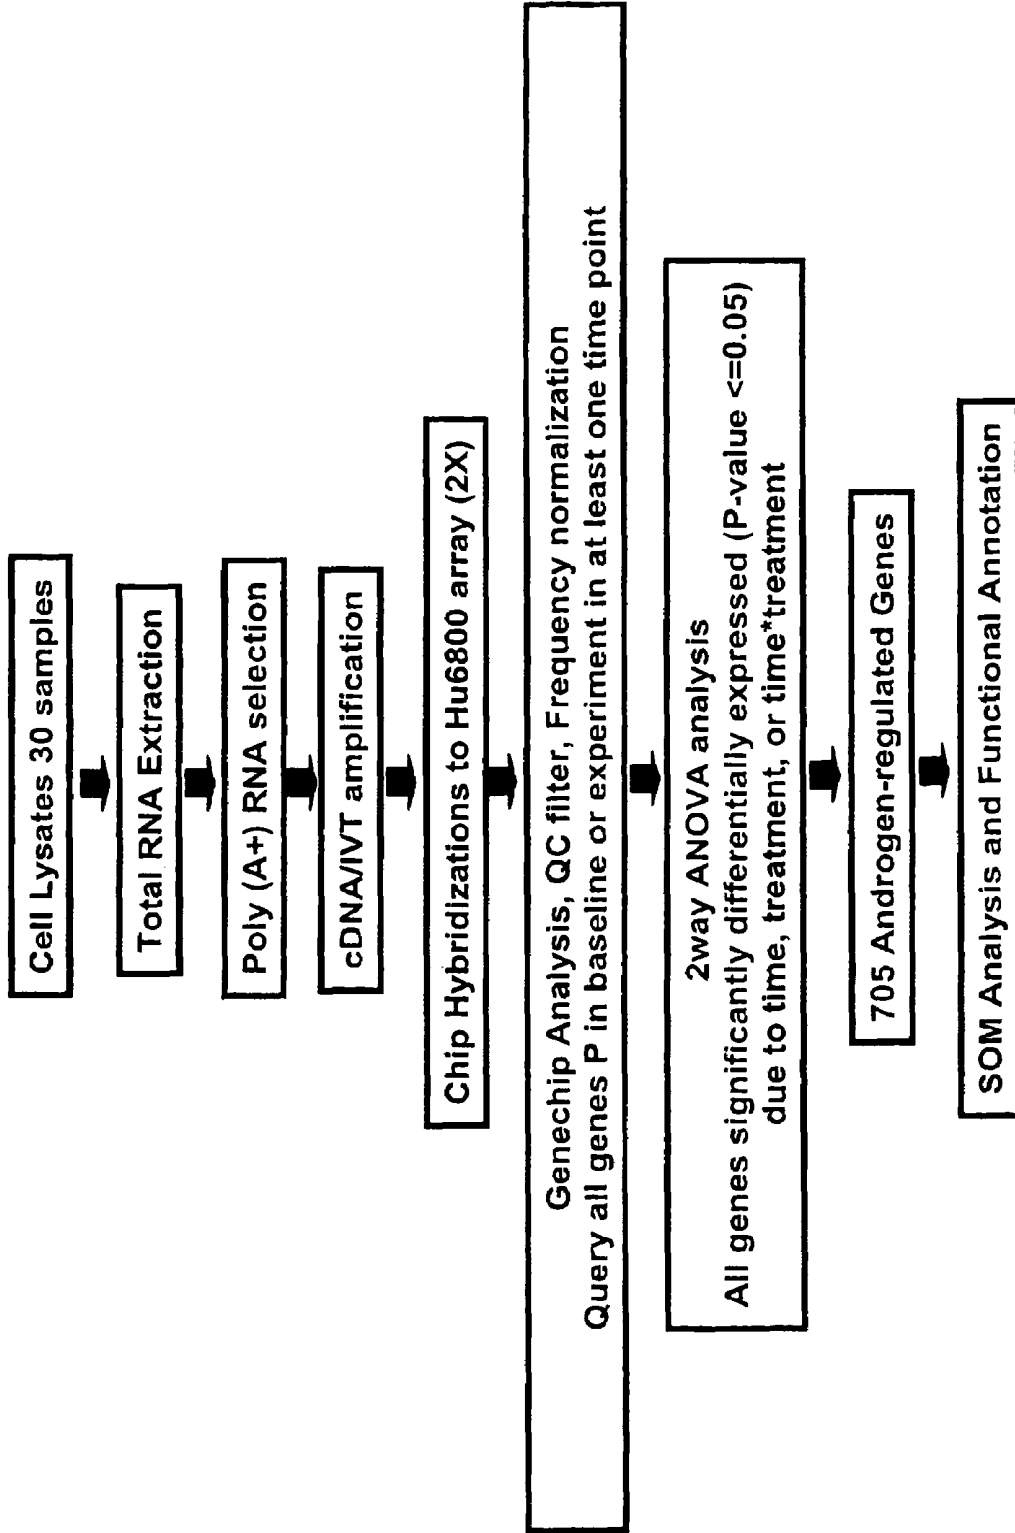 Cell Lysates 30 samples
Total RNA Extraction
Poly (A+) RNA selection
cDNA/IVT amplification
Chip Hybridizations to Hu6800 array (2X)
Genechip Analysis, QC filter, Frequency normalization
Query all genes P in baseline or experiment in at least one time point
2way ANOVA analysis
All genes significantly differentially expressed (P-value <=0.05)
due to time, treatment, or time*treatment
705 Androgen-regulated Genes
SOM Analysis and Functional Annotation